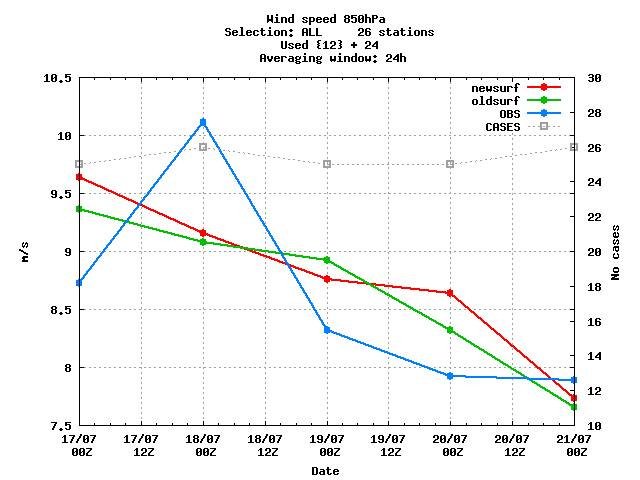 Wind speed 850hPa
Selection: ALL 26 stations
Used {12} + 24
Averaging window: 24h
newsurf
oldsurf
OBS
CASES
10.5
10
9.5
9
8.5
8
7.5
m/s
30
28
26
24
22
20
18
16
14
12
10
No cases
17/07 17/07 18/07 18/07 19/07 19/07 20/07 20/07 21/07
00Z 12Z 00Z 12Z 00Z 12Z 00Z 12Z 00Z
Date